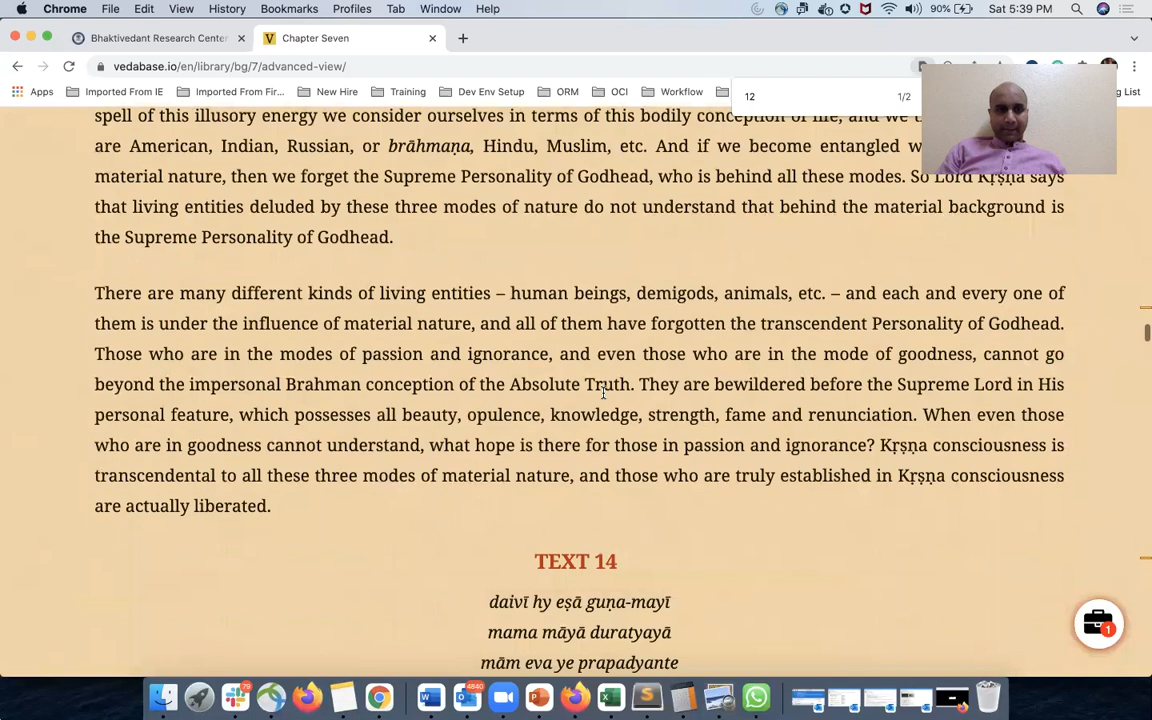 Chrome File Edit View History Bookmarks Profiles Tab Window Help 90% Sat 5:39 PM
Bhaktivedant Research Center Chapter Seven
vedabase.io/en/library/bg/7/advanced-view/
Apps Imported From IE Imported From Fir... New Hire Training Dev Env Setup ORM OCI Workflow 12 1/2
spell of this illusory energy we consider ourselves in terms of this bodily conception of life, and we
are American, Indian, Russian, or brāhmaṇa, Hindu, Muslim, etc. And if we become entangled
material nature, then we forget the Supreme Personality of Godhead, who is behind all these modes. So Lord Kṛṣṇa says
that living entities deluded by these three modes of nature do not understand that behind the material background is
the Supreme Personality of Godhead.
There are many different kinds of living entities – human beings, demigods, animals, etc. – and each and every one of
them is under the influence of material nature, and all of them have forgotten the transcendent Personality of Godhead.
Those who are in the modes of passion and ignorance, and even those who are in the mode of goodness, cannot go
beyond the impersonal Brahman conception of the Absolute Truth. They are bewildered before the Supreme Lord in His
personal feature, which possesses all beauty, opulence, knowledge, strength, fame and renunciation. When even those
who are in goodness cannot understand, what hope is there for those in passion and ignorance? Kṛṣṇa consciousness is
transcendental to all these three modes of material nature, and those who are truly established in Kṛṣṇa consciousness
are actually liberated.
TEXT 14
daivī hy eṣā guṇa-mayī
mama māyā duratyayā
mām eva ye prapadyante
1
79 4840